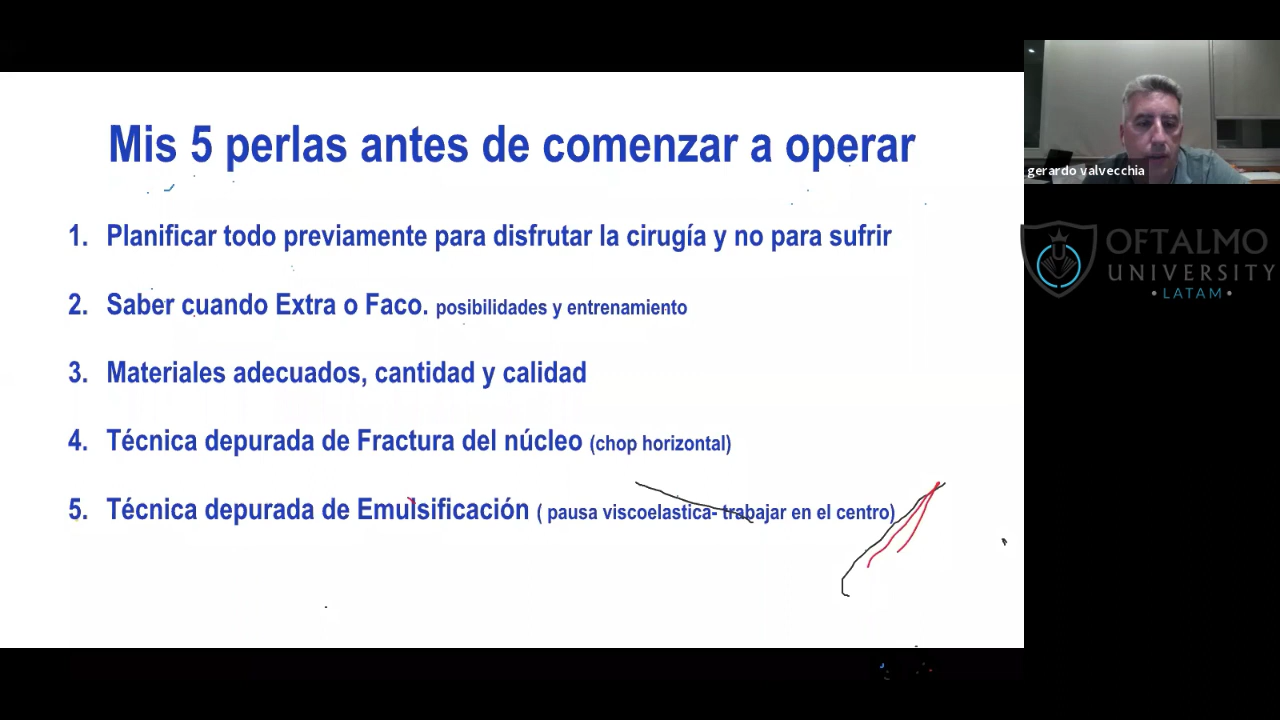 Mis 5 perlas antes de comenzar a operar
1. Planificar todo previamente para disfrutar la cirugía y no para sufrir
2. Saber cuando Extra o Faco. posibilidades y entrenamiento
3. Materiales adecuados, cantidad y calidad
4. Técnica depurada de Fractura del núcleo (chop horizontal)
5. Técnica depurada de Emulsificación ( pausa viscoelastica- trabajar en el centro)
gerardo valvecchia
OFTALMO
UNIVERSITY
•LATAM•